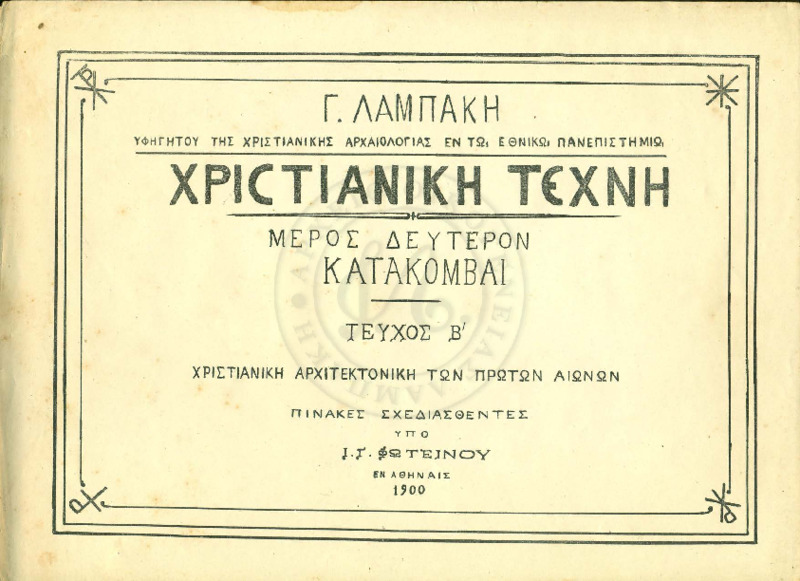 Γ. ΛΑΜΠΑΚΗ
ΥΦΗΓΗΤΟΥ ΤΗΣ ΧΡΙΣΤΙΑΝΙΚΗΣ ΑΡΧΑΙΟΛΟΓΙΑΣ ΕΝ ΤΩι ΕΘΝΙΚΩι ΠΑΝΕΠΙΣΤΗΜΙΩι
ΧΡΙϹΤΙΑΝΙΚΗ ΤΕΧΝΗ
ΜΕΡΟΣ ΔΕΥΤΕΡΟΝ
ΚΑΤΑΚΟΜΒΑΙ
ΤΕΥΧΟΣ Β'
ΧΡΙΣΤΙΑΝΙΚΗ ΑΡΧΙΤΕΚΤΟΝΙΚΗ ΤΩΝ ΠΡΩΤΩΝ ΑΙΩΝΩΝ
ΠΙΝΑΚΕΣ ΣΧΕΔΙΑΣΘΕΝΤΕΣ
ΥΠΟ
Ι. Γ. ΦΩΤΕΙΝΟΥ
ΕΝ ΑΘΗΝΑΙΣ
1900